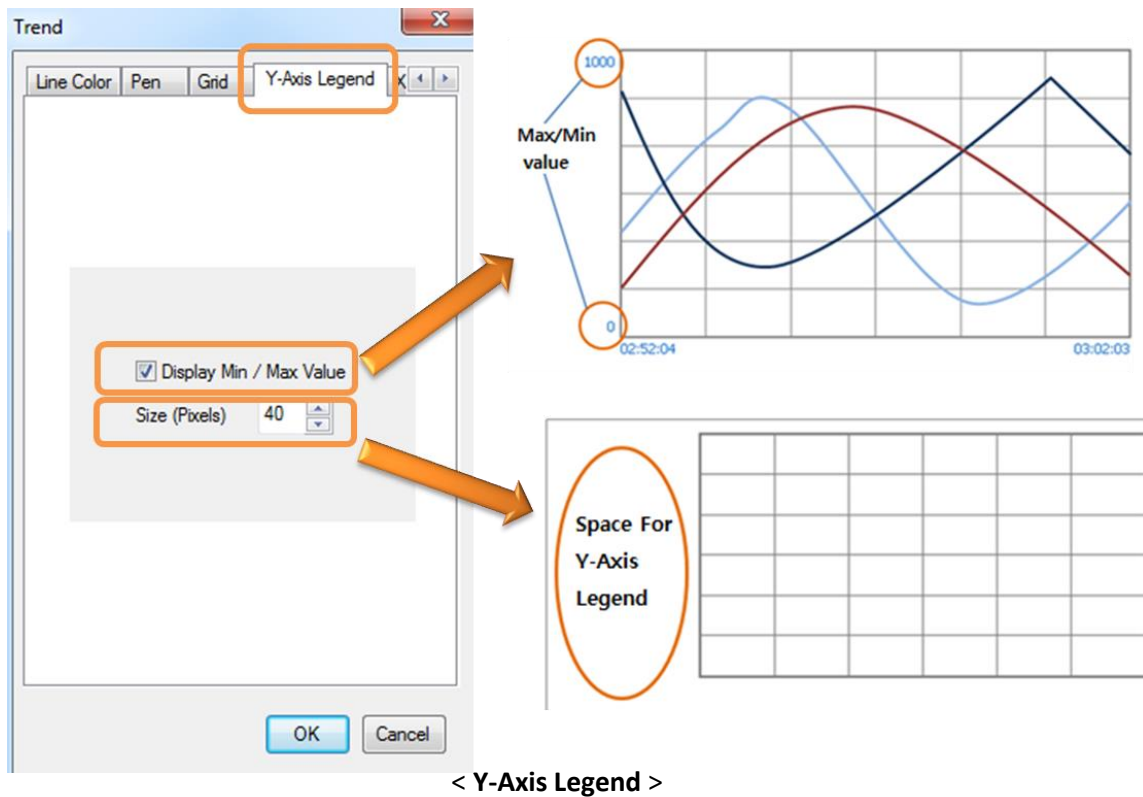 Trend
X
Line Color Pen Grid Y-Axis Legend X
Display Min / Max Value
Size (Pixels) 40
OK Cancel
1000
Max/Min
value
0
02:52:04 03:02:03
Space For
Y-Axis
Legend
< Y-Axis Legend >